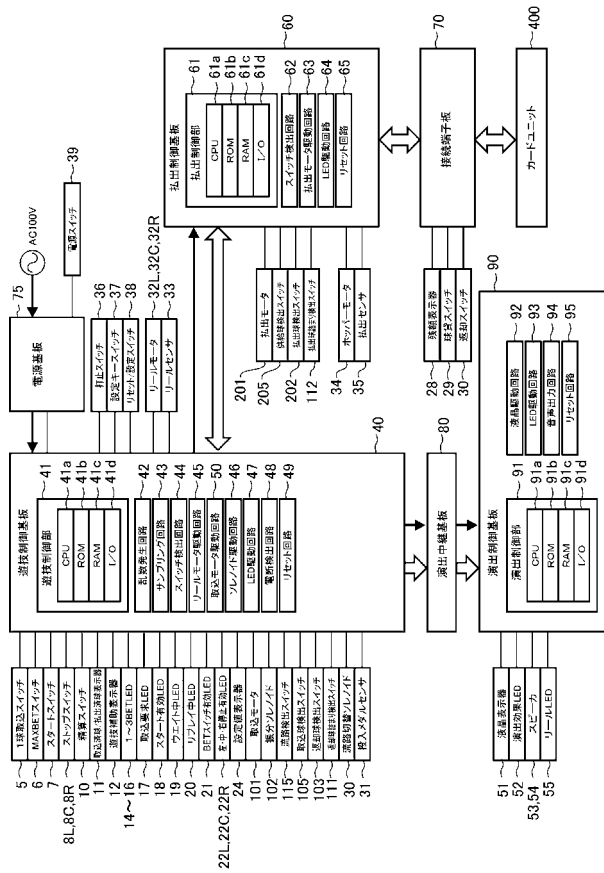 AC100V
75
電源基板
電源スイッチ
39
打止スイッチ
36
設定キースイッチ
37
リセット/設定スイッチ
38
リールモータ
32L,32C,32R
リールセンサ
33
遊技制御基板
40
遊技制御部
41
CPU
41a
ROM
41b
RAM
41c
I/O
41d
乱数発生回路
42
サンプリング回路
43
スイッチ検出回路
44
リールモータ駆動回路
45
取込モータ駆動回路
50
ソレノイド駆動回路
46
LED駆動回路
47
電断検出回路
48
リセット回路
49
5
1球取込スイッチ
6
MAXBETスイッチ
7
スタートスイッチ
8L,8C,8R
ストップスイッチ
10
精算スイッチ
11
取込済球/払出済球表示器
12
遊技補助表示器
14～16
1～3BETLED
17
取込要求LED
18
スタート有効LED
19
ウエイト中LED
20
リプレイ中LED
21
BETスイッチ有効LED
22L,22C,22R
左・中・右停止有効LED
24
設定値表示器
101
取込モータ
102
振分ソレノイド
115
流路検出スイッチ
105
取込球検出スイッチ
103
返却球検出スイッチ
111
返却球詰まり検出スイッチ
30
流路切替ソレノイド
31
投入メダルセンサ
払出制御基板
60
払出制御部
61
CPU
61a
ROM
61b
RAM
61c
I/O
61d
スイッチ検出回路
62
払出モータ駆動回路
63
LED駆動回路
64
リセット回路
65
201
払出モータ
205
供給球検出スイッチ
202
払出球検出スイッチ
112
払出球詰まり検出スイッチ
34
ホッパーモータ
35
払出センサ
接続端子板
70
28
残額表示器
29
球貸スイッチ
30
返却スイッチ
カードユニット
400
演出中継基板
80
演出制御基板
90
演出制御部
91
CPU
91a
ROM
91b
RAM
91c
I/O
91d
液晶駆動回路
92
LED駆動回路
93
音声出力回路
94
リセット回路
95
51
液晶表示器
52
演出効果LED
53,54
スピーカ
55
リールLED